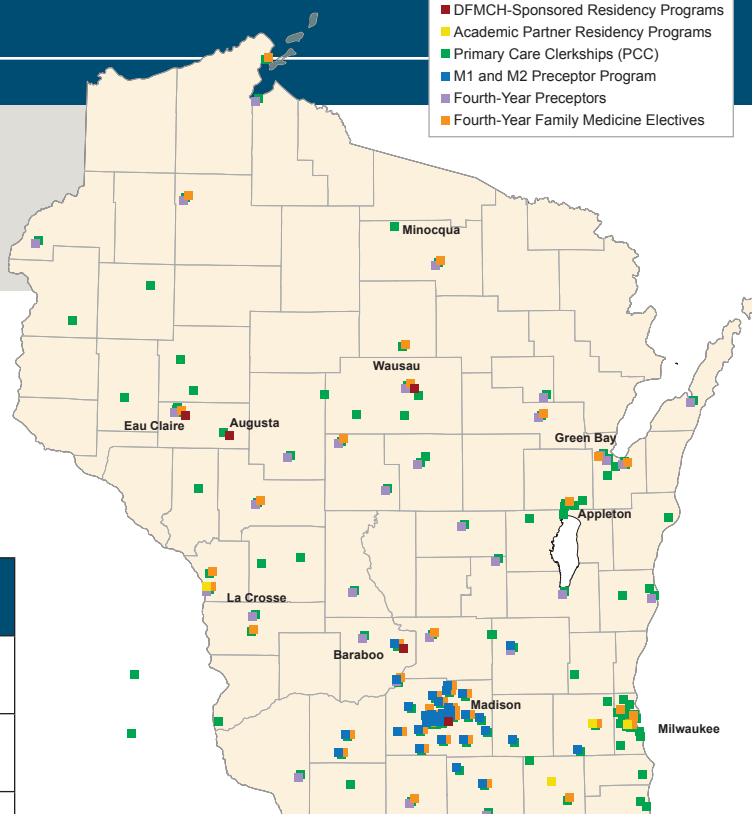 DFMCH-Sponsored Residency Programs
Academic Partner Residency Programs
Primary Care Clerkships (PCC)
M1 and M2 Preceptor Program
Fourth-Year Preceptors
Fourth-Year Family Medicine Electives
Minocqua
Wausau
Eau Claire
Augusta
Green Bay
Appleton
La Crosse
Baraboo
Madison
Milwaukee